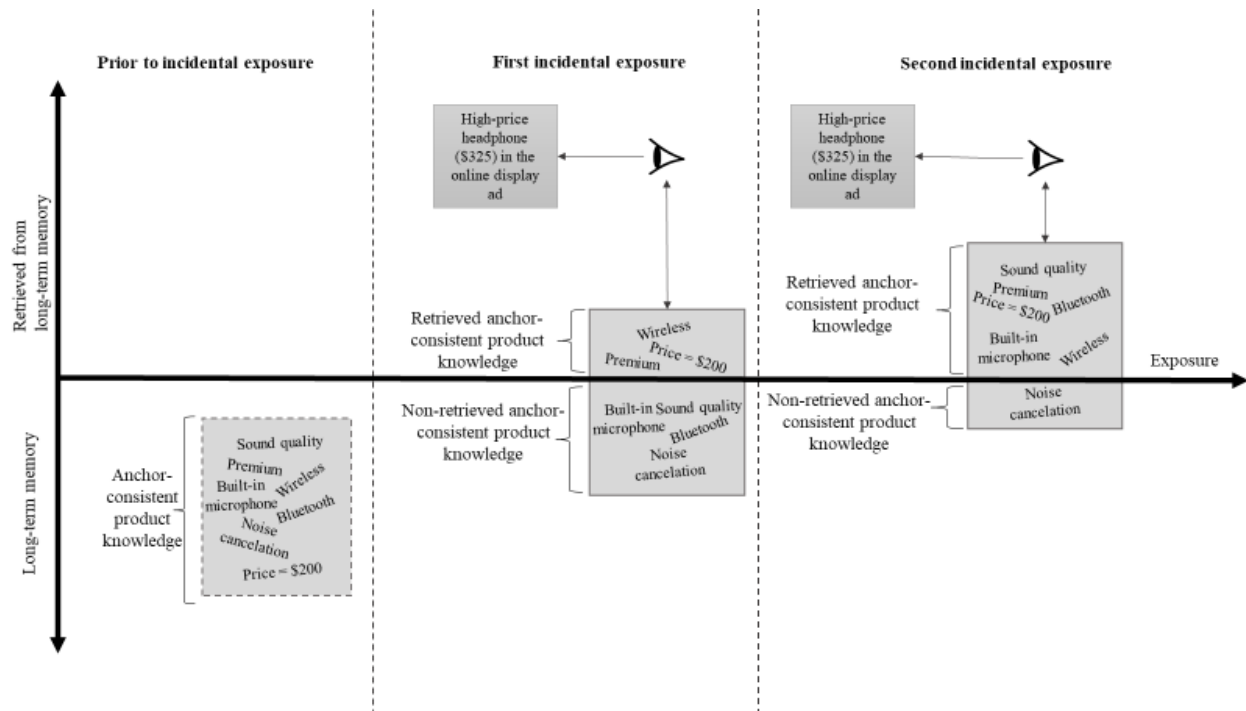 Prior to incidental exposure
First incidental exposure
Second incidental exposure
Retrieved from
long-term memory
Long-term memory
Anchor-
consistent
product
knowledge
Sound quality
Premium
Wireless
Built-in
microphone
Bluetooth
Noise
cancelation
Price = $200
High-price
headphone
($325) in the
online display
ad
Retrieved anchor-
consistent product
knowledge
Wireless
Price = $200
Premium
Non-retrieved anchor-
consistent product
knowledge
Built-in Sound quality
microphone
Bluetooth
Noise
cancelation
High-price
headphone
($325) in the
online display
ad
Retrieved anchor-
consistent product
knowledge
Sound quality
Premium
Price = $200
Bluetooth
Built-in
microphone
Wireless
Non-retrieved anchor-
consistent product
knowledge
Noise
cancelation
Exposure